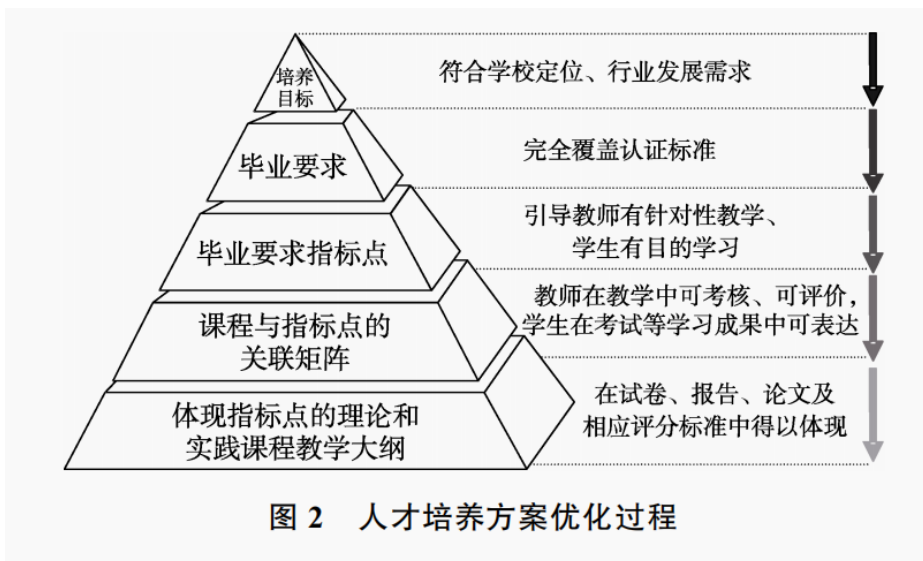 培养
目标
符合学校定位、行业发展需求
毕业要求
完全覆盖认证标准
毕业要求指标点
引导教师有针对性教学、
学生有目的学习
课程与指标点的
关联矩阵
教师在教学中可考核、可评价,
学生在考试等学习成果中可表达
体现指标点的理论和
实践课程教学大纲
在试卷、报告、论文及
相应评分标准中得以体现
图 2 人才培养方案优化过程